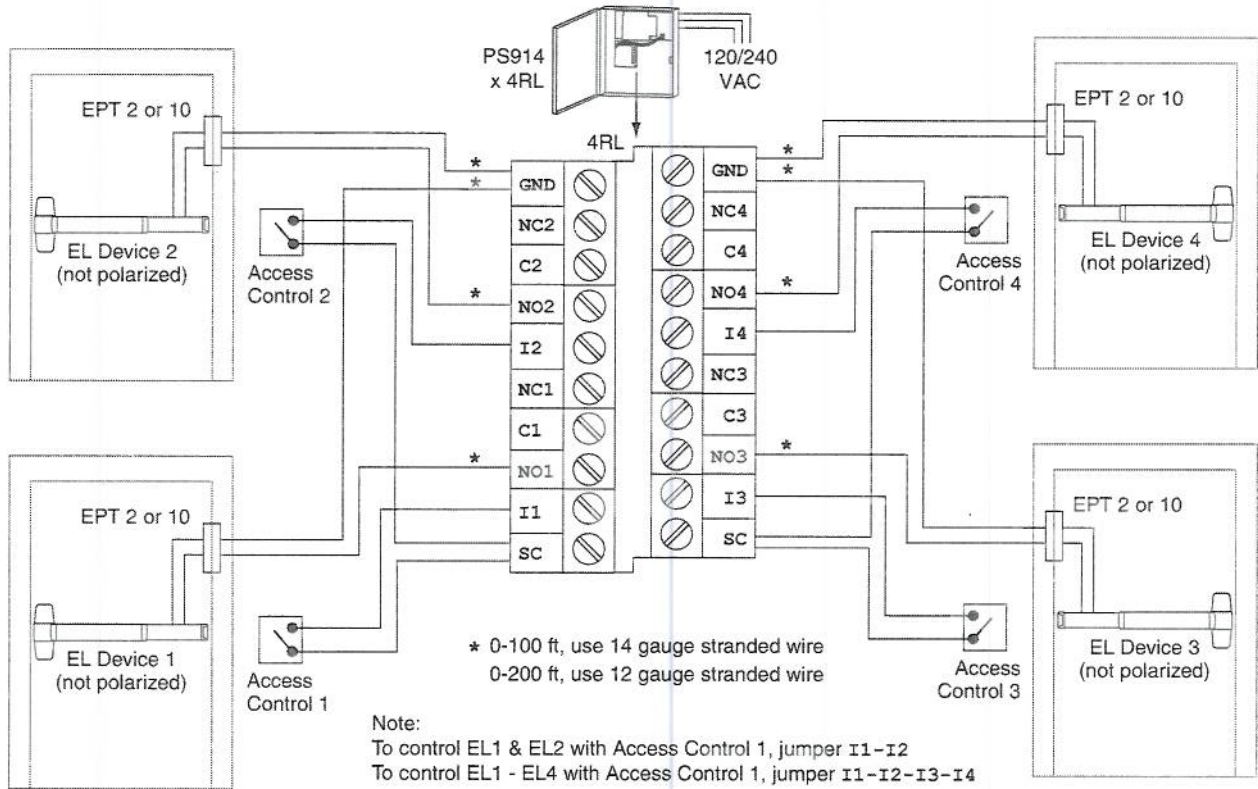 PS914
x 4RL
120/240
VAC
EPT 2 or 10
EL Device 2
(not polarized)
Access
Control 2
EPT 2 or 10
EL Device 1
(not polarized)
Access
Control 1
4RL
*
GND
*
NC2
C2
*
NO2
I2
NC1
C1
*
NO1
I1
SC
GND
*
*
NC4
C4
NO4
*
I4
NC3
C3
NO3
*
I3
SC
EPT 2 or 10
EL Device 4
(not polarized)
Access
Control 4
EPT 2 or 10
EL Device 3
(not polarized)
Access
Control 3
* 0-100 ft, use 14 gauge stranded wire
0-200 ft, use 12 gauge stranded wire
Note:
To control EL1 & EL2 with Access Control 1, jumper I1-I2
To control EL1 - EL4 with Access Control 1, jumper I1-I2-I3-I4